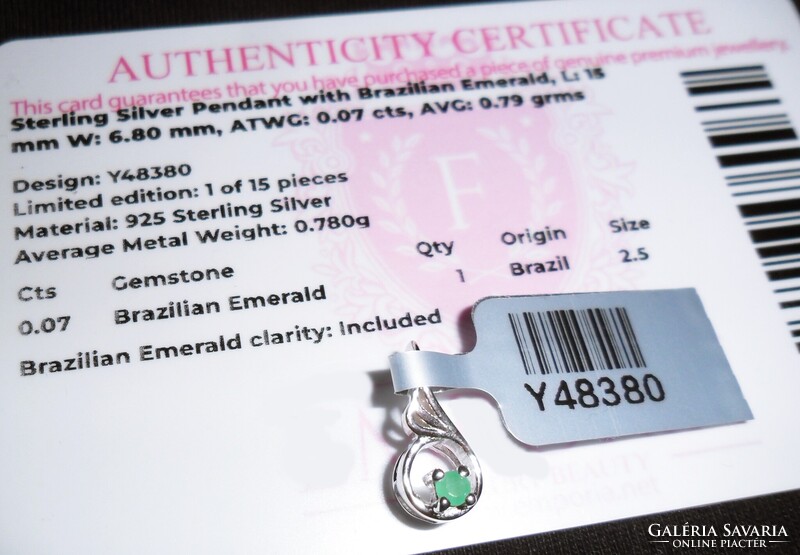 AUTHENTICITY CERTIFICATE
This card guarantees that you have purchased a piece of genuine premium jewellery.
Sterling Silver Pendant with Brazilian Emerald, L: 15
mm W: 6.80 mm, ATWG: 0.07 cts, AVG: 0.79 grms
Design: Y48380
Limited edition: 1 of 15 pieces
Material: 925 Sterling Silver
Average Metal Weight: 0.780g
Cts Gemstone Qty Origin Size
0.07 Brazilian Emerald 1 Brazil 2.5
Brazilian Emerald clarity: Included
F
Y48380
BEAUTY
GALÉRIA SAVARIA
ONLINE PIACTÉR